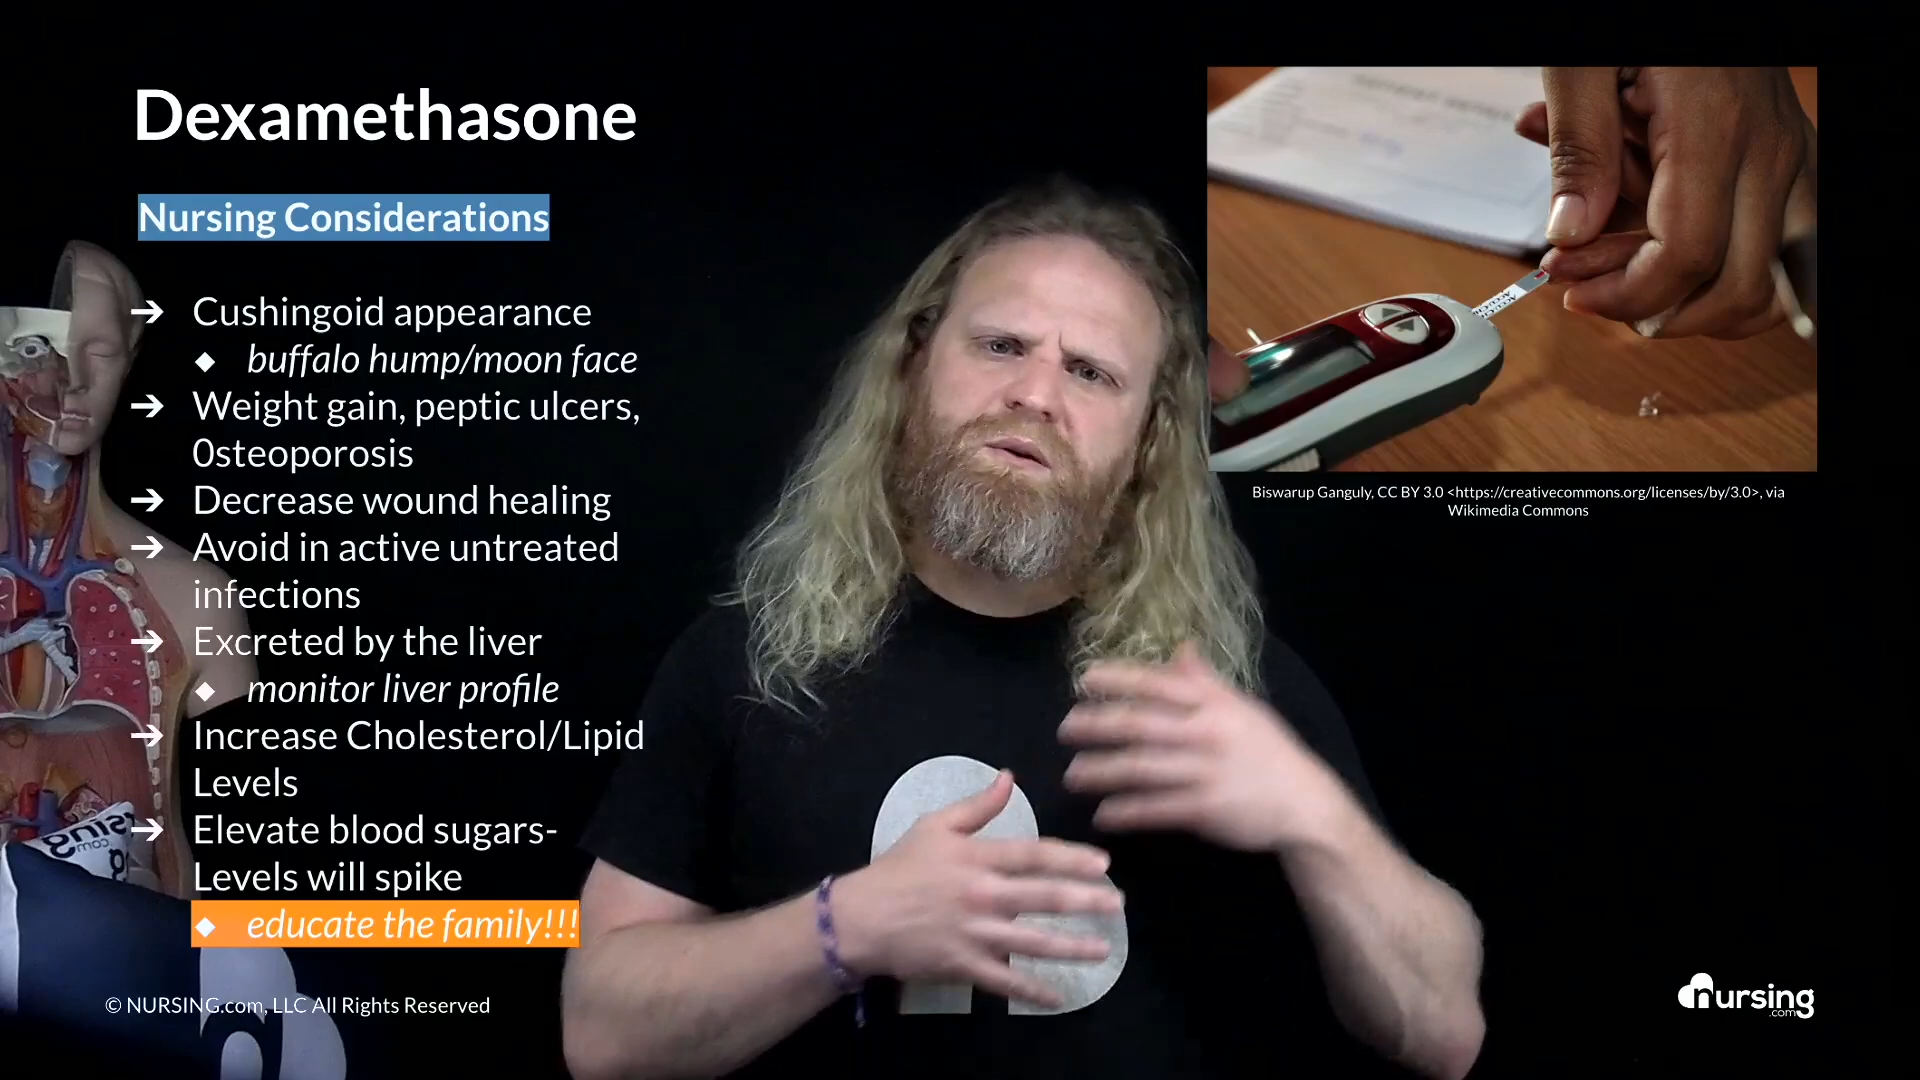 Dexamethasone
Nursing Considerations
➔ Cushingoid appearance
◆ buffalo hump/moon face
➔ Weight gain, peptic ulcers,
0steoporosis
➔ Decrease wound healing
➔ Avoid in active untreated
infections
➔ Excreted by the liver
◆ monitor liver profile
➔ Increase Cholesterol/Lipid
Levels
➔ Elevate blood sugars-
Levels will spike
◆ educate the family!!!
© NURSING.com, LLC All Rights Reserved
Biswarup Ganguly, CC BY 3.0 <https://creativecommons.org/licenses/by/3.0>, via
Wikimedia Commons
nursing
.com